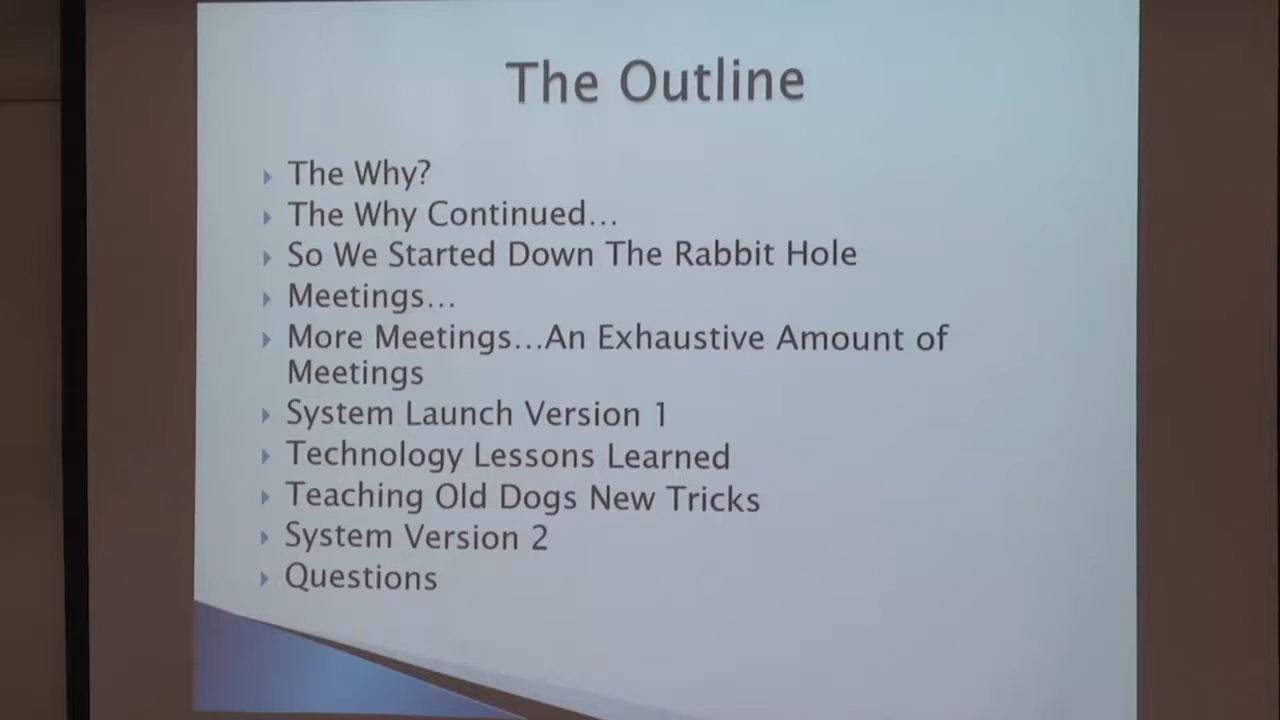 The Outline
The Why?
The Why Continued...
So We Started Down The Rabbit Hole
Meetings...
More Meetings...An Exhaustive Amount of
Meetings
System Launch Version 1
Technology Lessons Learned
Teaching Old Dogs New Tricks
System Version 2
Questions